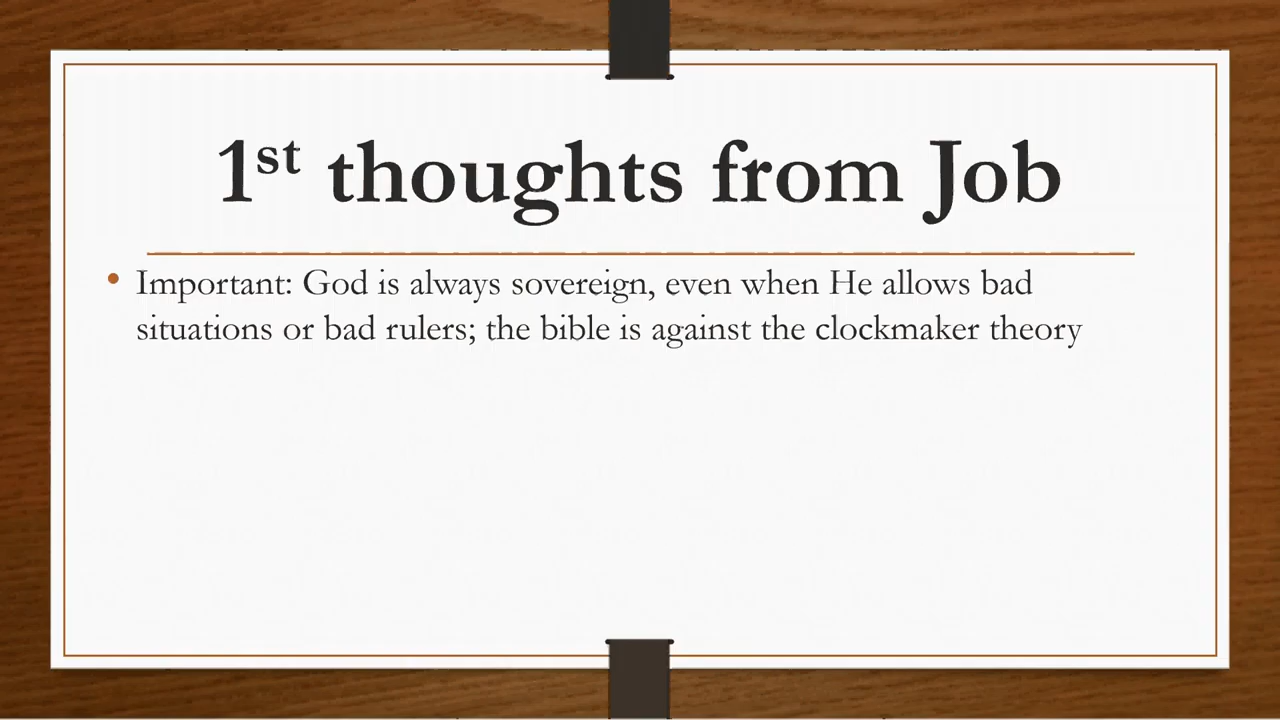 1st thoughts from Job
• Important: God is always sovereign, even when He allows bad
situations or bad rulers; the bible is against the clockmaker theory